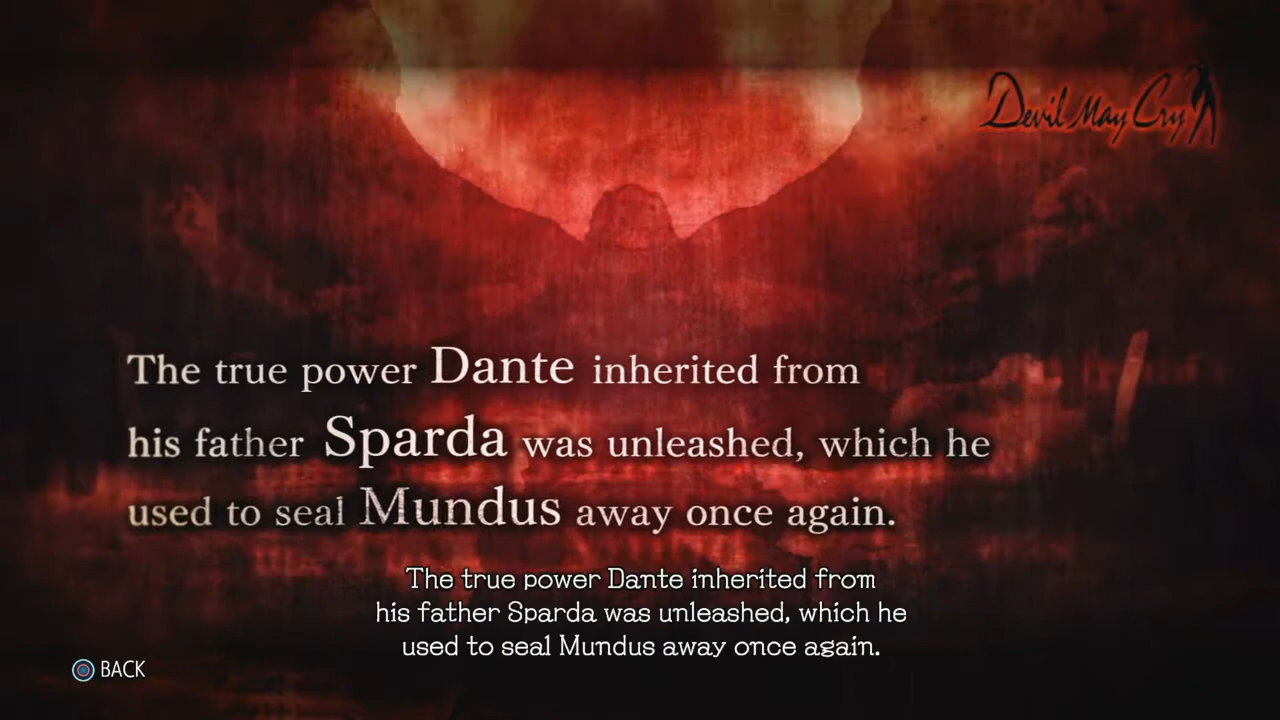 Devil May Cry
The true power Dante inherited from
his father Sparda was unleashed, which he
used to seal Mundus away once again.
The true power Dante inherited from
his father Sparda was unleashed, which he
used to seal Mundus away once again.
BACK